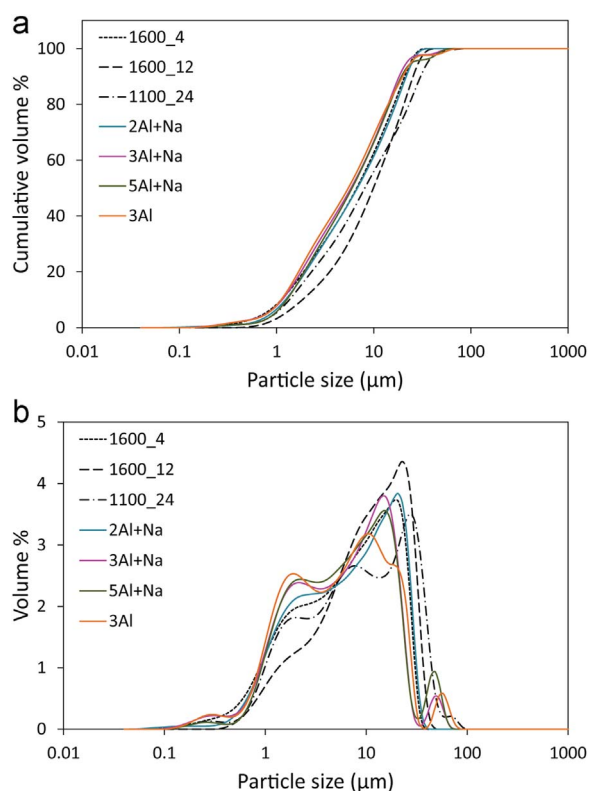 a
100
80
60
40
20
0
Cumulative volume %
1600_4
1600_12
1100_24
2Al+Na
3Al+Na
5Al+Na
3Al
0.01 0.1 1 10 100 1000
Particle size (µm)
b
5
4
3
2
1
0
Volume %
1600_4
1600_12
1100_24
2Al+Na
3Al+Na
5Al+Na
3Al
0.01 0.1 1 10 100 1000
Particle size (µm)